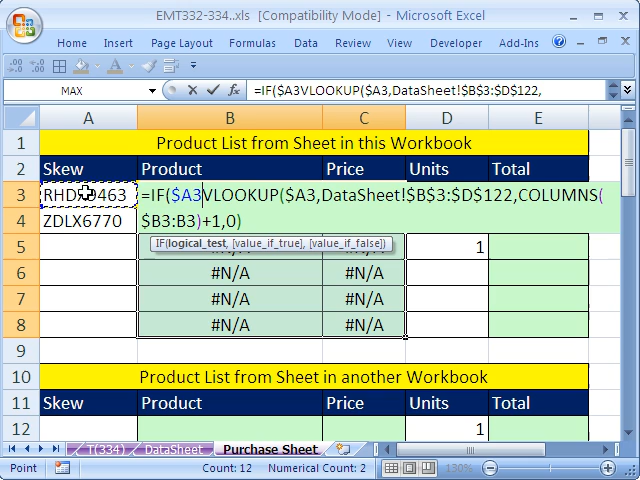 EMT332-334..xls [Compatibility Mode] - Microsoft Excel
Home Insert Page Layout Formulas Data Review View Developer Add-Ins
MAX =IF($A3VLOOKUP($A3,DataSheet!$B$3:$D$122,
A B C D E
1 Product List from Sheet in this Workbook
2 Skew Product Price Units Total
3 RHDX9463 =IF($A3VLOOKUP($A3,DataSheet!$B$3:$D$122,COLUMNS(
4 ZDLX6770 $B3:B3)+1,0)
IF(logical_test, [value_if_true], [value_if_false])
5 1
6 #N/A #N/A
7 #N/A #N/A
8 #N/A #N/A
9
10 Product List from Sheet in another Workbook
11 Skew Product Price Units Total
12 1
T(334) DataSheet Purchase Sheet
Point Count: 12 Numerical Count: 2 130%